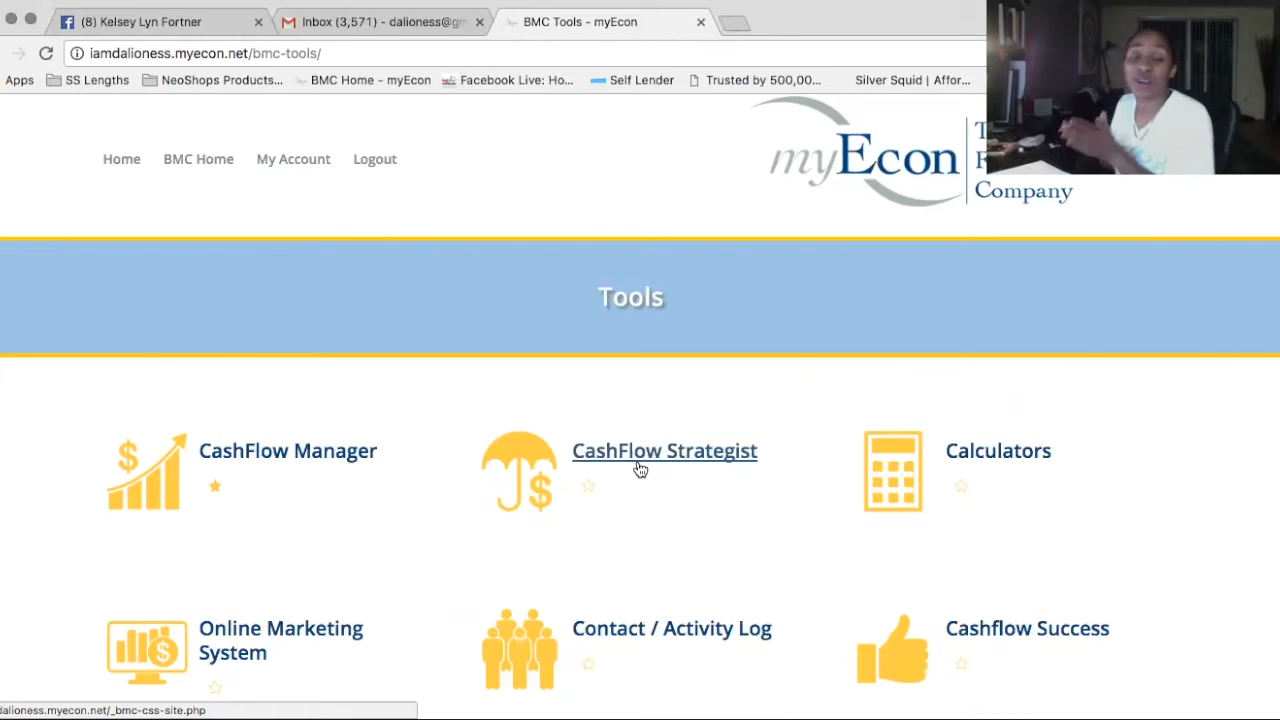 (8) Kelsey Lyn Fortner
Inbox (3,571) - dalioness@gm
BMC Tools - myEcon
iamdalioness.myecon.net/bmc-tools/
Apps
SS Lengths
NeoShops Products...
BMC Home - myEcon
Facebook Live: Ho...
Self Lender
Trusted by 500,00...
Silver Squid | Affor...
Home
BMC Home
My Account
Logout
myEcon
T
F
Company
Tools
CashFlow Manager
CashFlow Strategist
Calculators
Online Marketing
System
Contact / Activity Log
Cashflow Success
dalioness.myecon.net/_bmc-css-site.php